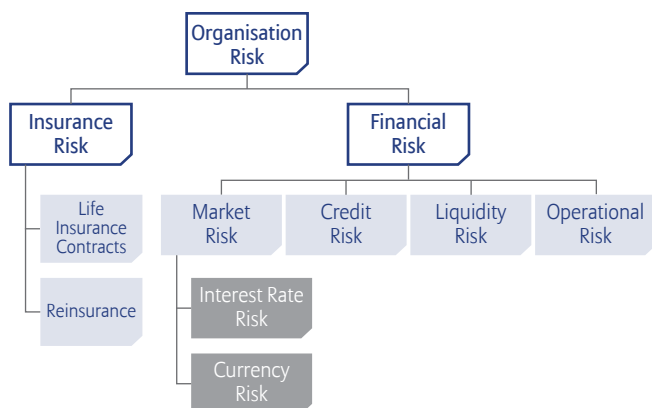 Organisation
Risk
Insurance
Risk
Financial
Risk
Life
Insurance
Contracts
Reinsurance
Market
Risk
Credit
Risk
Liquidity
Risk
Operational
Risk
Interest Rate
Risk
Currency
Risk